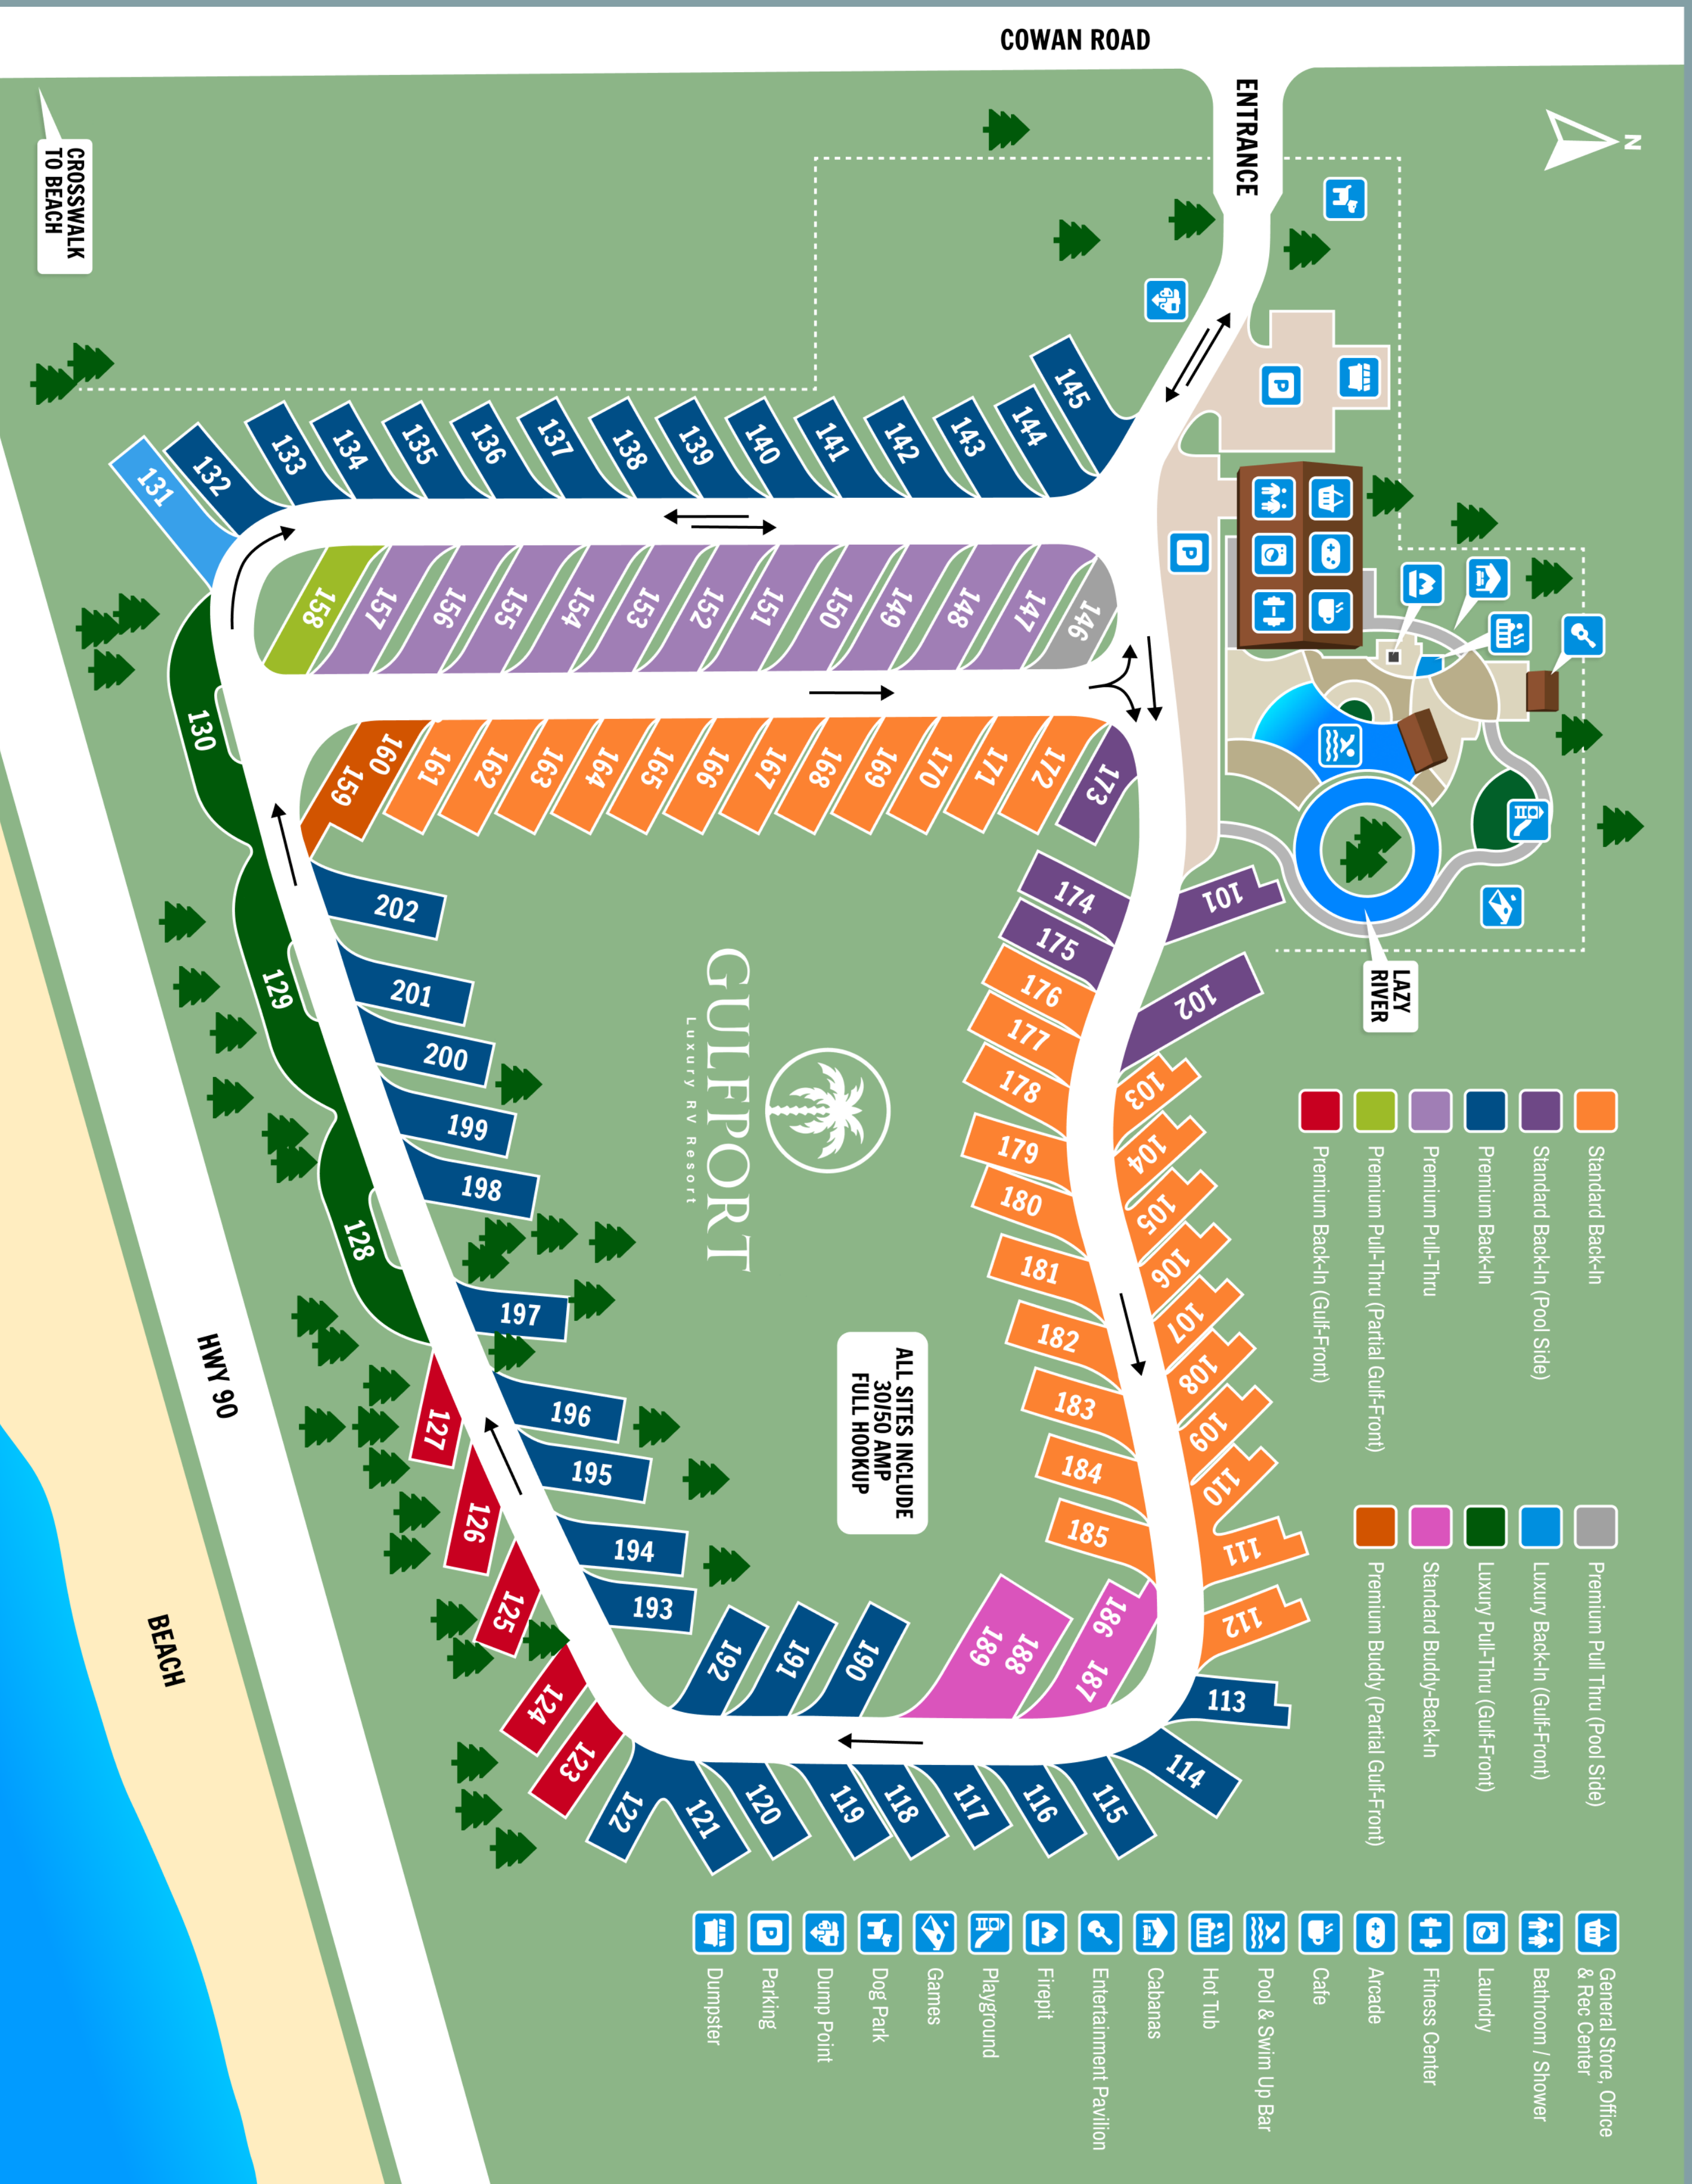 COWAN ROAD
ENTRANCE
N
CROSSWALK
TO BEACH
LAZY
RIVER
P
P
145
144
143
142
141
140
139
138
137
136
135
134
133
132
131
146
147
148
149
150
151
152
153
154
155
156
157
158
173
172
171
170
169
168
167
166
165
164
163
162
161
160
159
130
129
128
127
126
125
124
123
122
121
120
119
118
117
116
115
114
113
112
111
110
109
108
107
106
105
104
103
102
101
174
175
176
177
178
179
180
181
182
183
184
185
186
187
188
189
190
191
192
193
194
195
196
197
198
199
200
201
202
GULFPORT
Luxury RV Resort
ALL SITES INCLUDE
30/50 AMP
FULL HOOKUP
HWY 90
BEACH
Standard Back-In
Standard Back-In (Pool Side)
Premium Back-In
Premium Pull-Thru
Premium Pull-Thru (Partial Gulf-Front)
Premium Back-In (Gulf-Front)
Premium Pull Thru (Pool Side)
Luxury Back-In (Gulf-Front)
Luxury Pull-Thru (Gulf-Front)
Standard Buddy-Back-In
Premium Buddy (Partial Gulf-Front)
General Store, Office
& Rec Center
Bathroom / Shower
Laundry
Fitness Center
Arcade
Cafe
Pool & Swim Up Bar
Hot Tub
Cabanas
Entertainment Pavilion
Firepit
Playground
Games
Dog Park
Dump Point
P
Parking
Dumpster